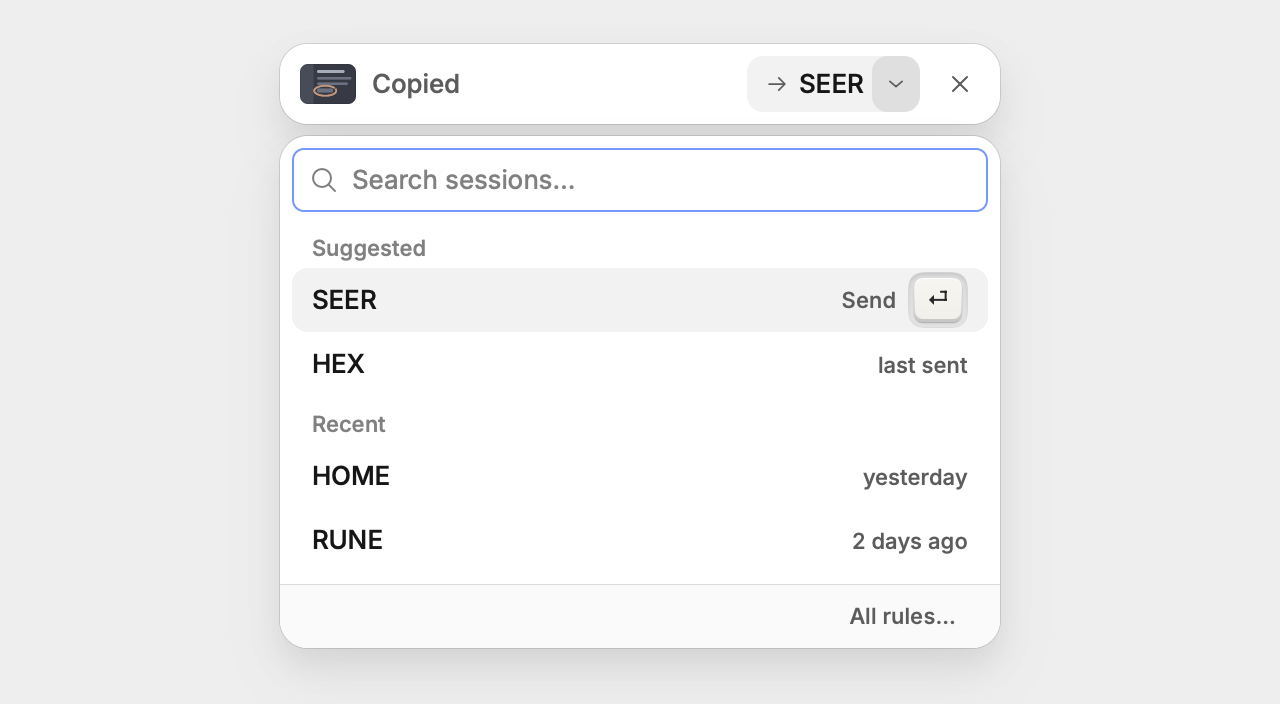 Copied
SEER
Search sessions...
Suggested
SEER
Send
HEX
last sent
Recent
HOME
yesterday
RUNE
2 days ago
All rules...